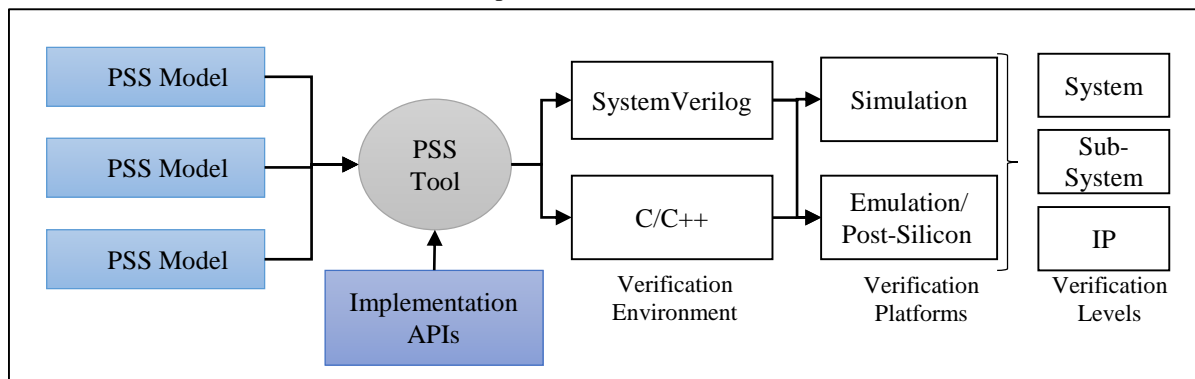 PSS Model
PSS Model
PSS Model
PSS
Tool
Implementation
APIs
SystemVerilog
C/C++
Verification
Environment
Simulation
Emulation/
Post-Silicon
Verification
Platforms
System
Sub-
System
IP
Verification
Levels